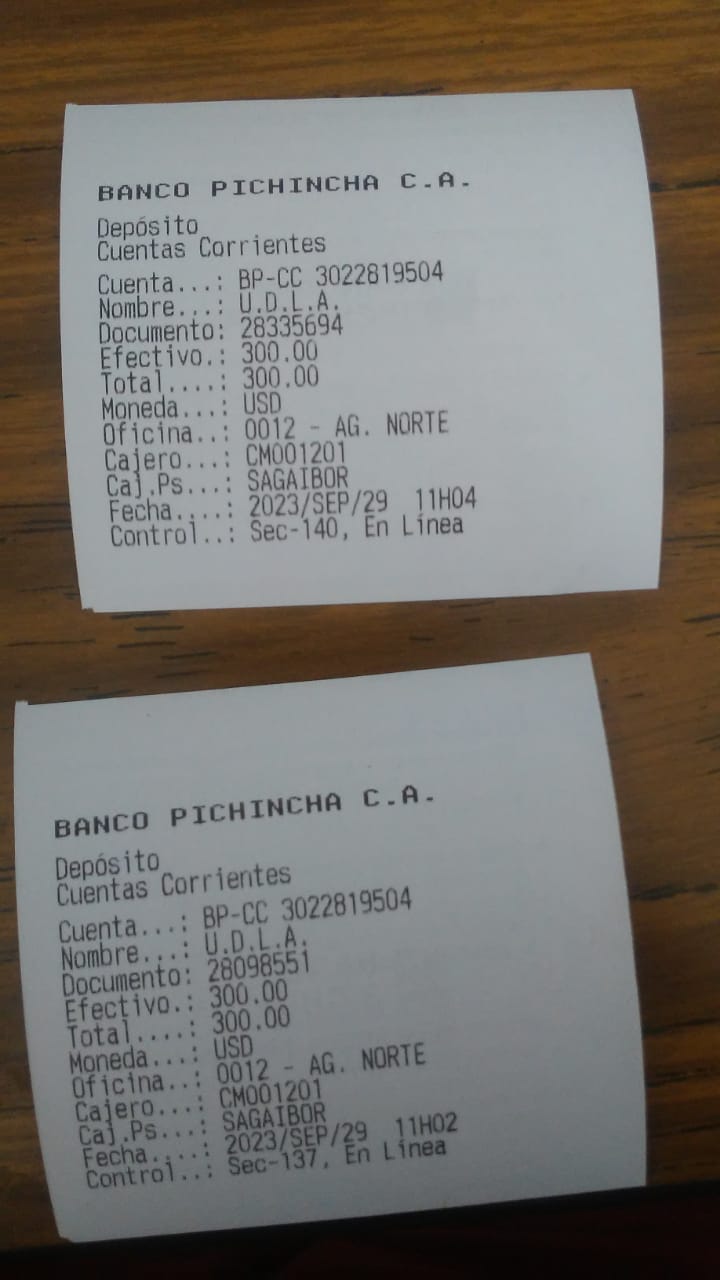 BANCO PICHINCHA C.A.
Depósito
Cuentas Corrientes
Cuenta...: BP-CC 3022819504
Nombre...: U.D.L.A.
Documento: 28335694
Efectivo.: 300.00
Total....: 300.00
Moneda...: USD
Oficina..: 0012 - AG. NORTE
Cajero...: CM001201
Caj.Ps...: SAGAIBOR
Fecha....: 2023/SEP/29 11H04
Control..: Sec-140, En Línea
BANCO PICHINCHA C.A.
Depósito
Cuentas Corrientes
Cuenta...: BP-CC 3022819504
Nombre...: U.D.L.A.
Documento: 28098551
Efectivo.: 300.00
Total....: 300.00
Moneda...: USD
Oficina..: 0012 - AG. NORTE
Cajero...: CM001201
Caj.Ps...: SAGAIBOR
Fecha....: 2023/SEP/29 11H02
Control..: Sec-137, En Línea